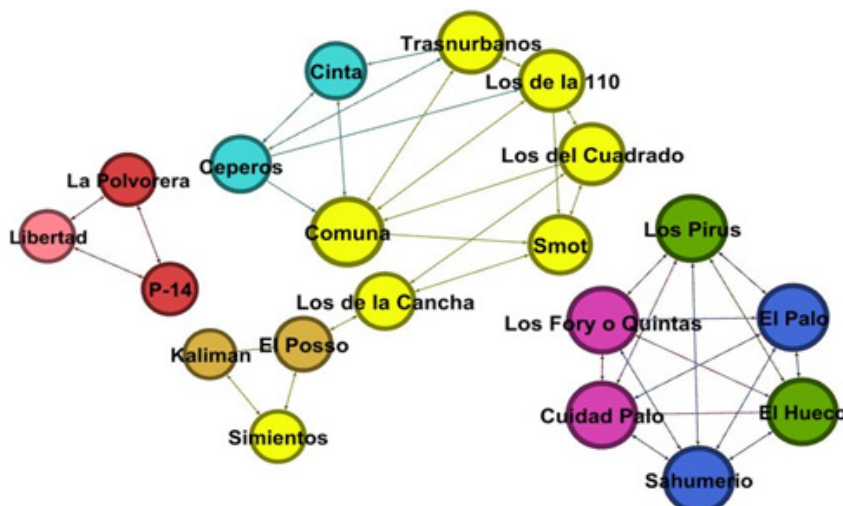 Trasnurbanos
Cinta
Los de la 110
Ceperos
Los del Cuadrado
La Polvorera
Libertad
Comuna
Smot
Los Pirus
P-14
Los de la Cancha
Los Fory o Quintas
El Palo
Kaliman
El Posso
Cuidad Palo
El Hueco
Simientos
Sahumerio